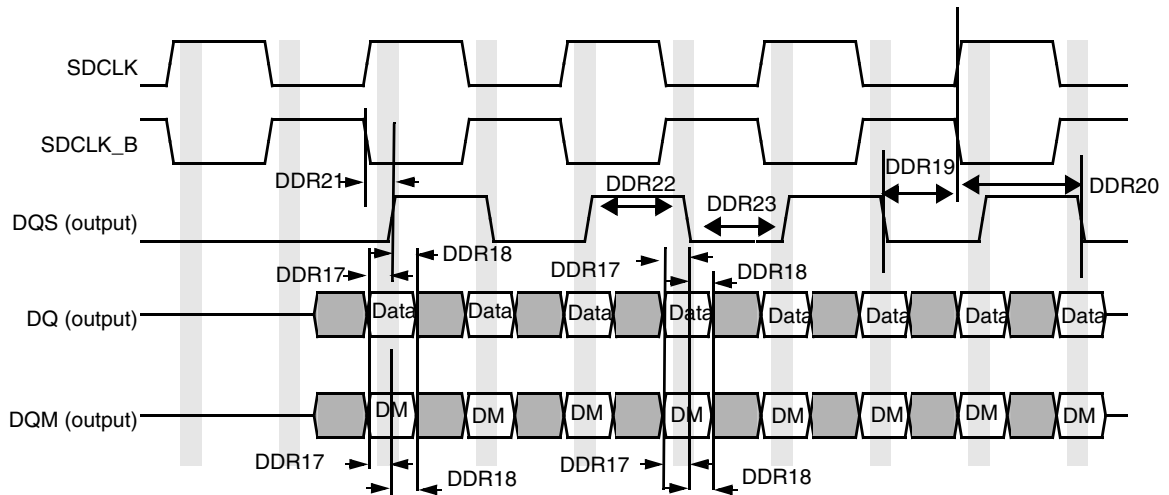 SDCLK
SDCLK_B
DDR21
DDR22
DDR19
DDR20
DDR23
DQS (output)
DDR17
DDR18
DDR17
DDR18
DQ (output)
Data Data Data Data Data Data Data Data
DQM (output)
DM DM DM DM DM DM DM DM
DDR17
DDR18
DDR17
DDR18